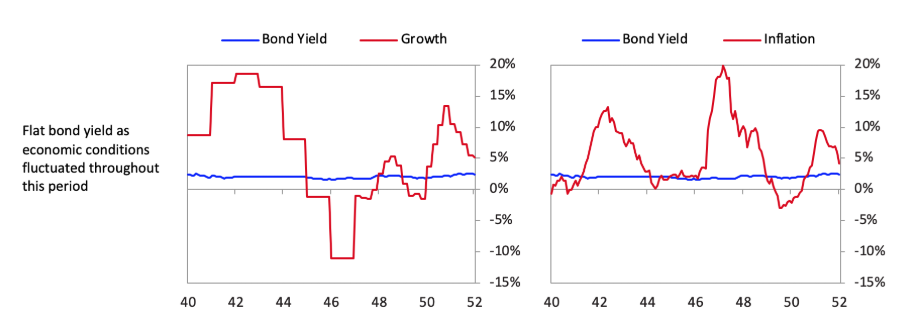 Bond Yield Growth
Bond Yield Inflation
Flat bond yield as
economic conditions
fluctuated throughout
this period
20%
15%
10%
5%
0%
-5%
-10%
-15%
40 42 44 46 48 50 52
20%
15%
10%
5%
0%
-5%
-10%
-15%
40 42 44 46 48 50 52